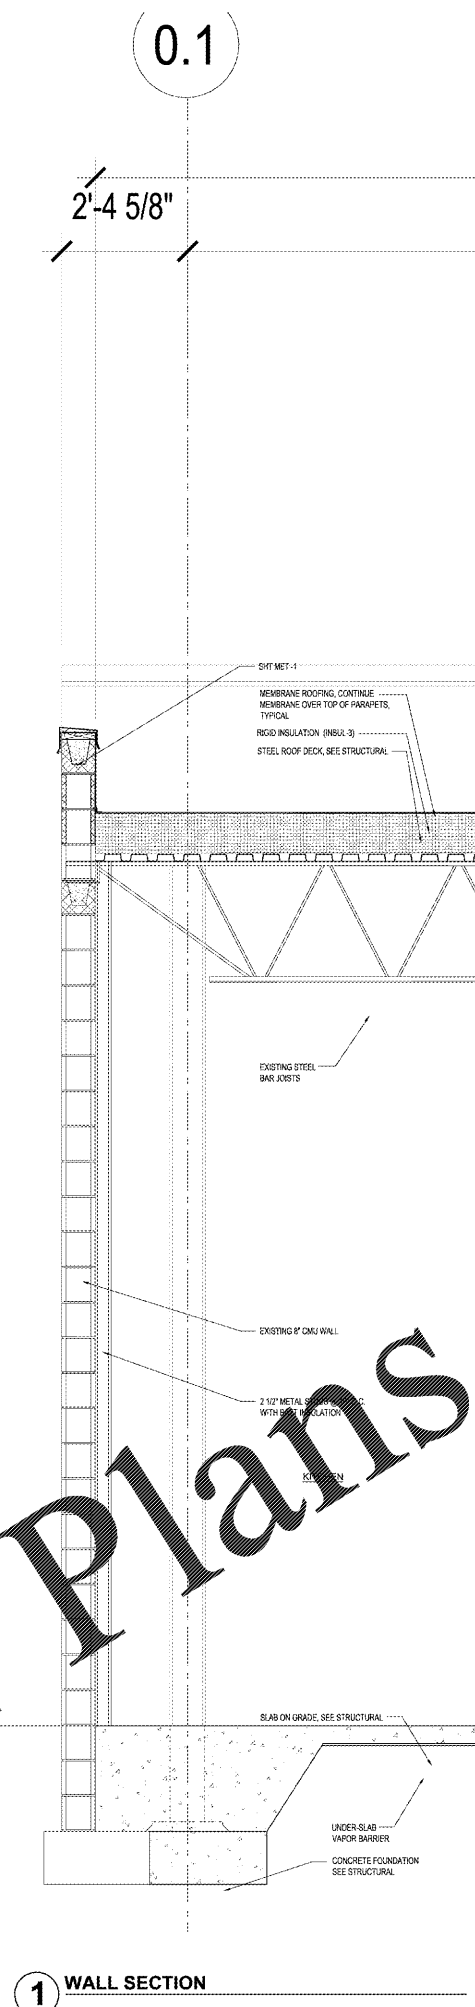 0.1
2'-4 5/8"
SHT MET -1
MEMBRANE ROOFING, CONTINUE
MEMBRANE OVER TOP OF PARAPETS,
TYPICAL
RIGID INSULATION (INSUL-3)
STEEL ROOF DECK, SEE STRUCTURAL
EXISTING STEEL
BAR JOISTS
EXISTING 8" CMU WALL
2 1/2" METAL
WITH BATT INSULATION
KITCHEN
Plans
SLAB ON GRADE, SEE STRUCTURAL
UNDER-SLAB
VAPOR BARRIER
CONCRETE FOUNDATION
SEE STRUCTURAL
1 WALL SECTION